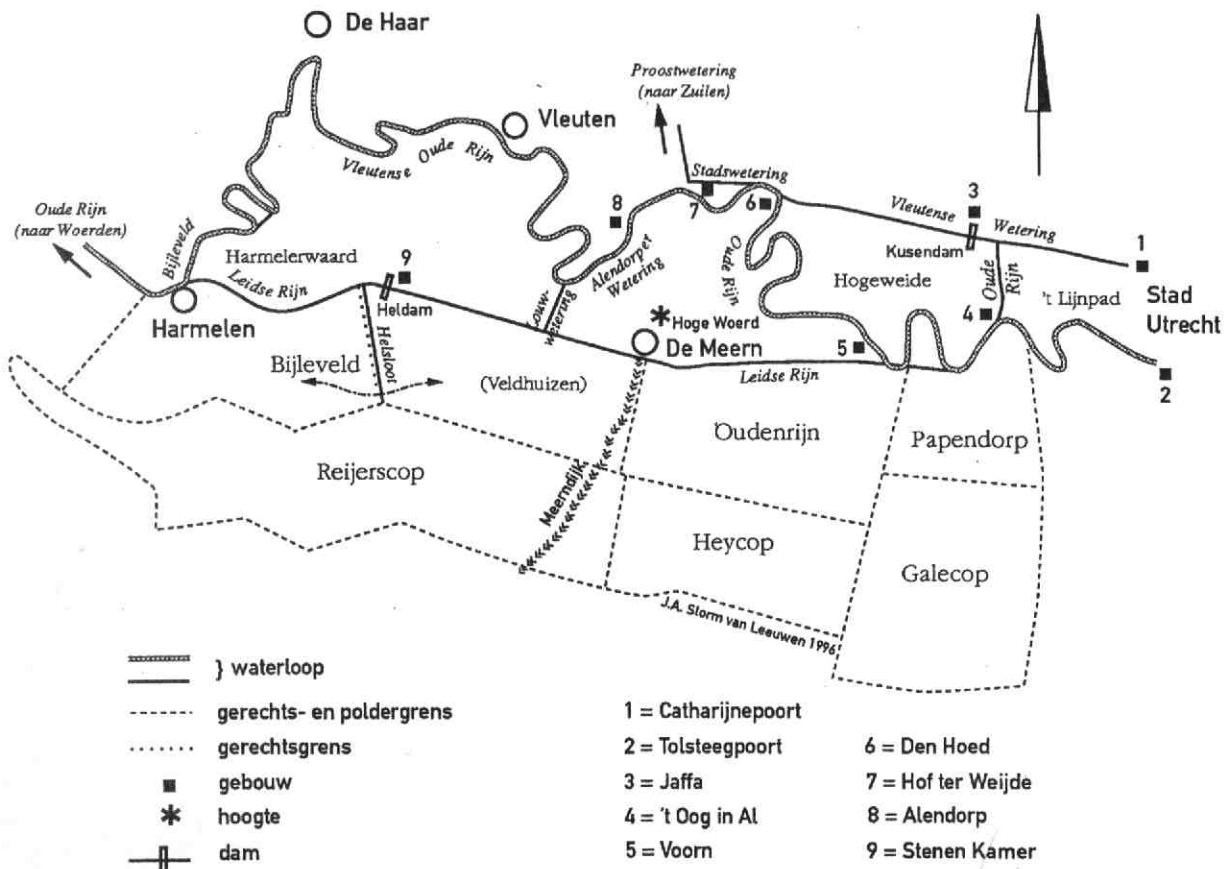 De Haar
Proostwetering
(naar Zuilen)
Vleuten
Vleutense Oude Rijn
Stadswetering
3
8
7
6
Vleutense Wetering
Oude Rijn
(naar Woerden)
Bijleveld
Kusendam
1
Harmelerwaard
9
Alendorper
Wetering
Oude Rijn
Hogeweide
Oude
Rijn
't Lijnpad
Stad
Utrecht
Leidse Rijn
Heldam
Louw-
wetering
4
Harmelen
Hoge Woerd
De Meern
5
Helsloot
Leidse Rijn
2
Bijleveld
(Veldhuizen)
Oudenrijn
Papendorp
Reijerscop
Meerndijk
Heycop
Galecop
J.A. Storm van Leeuwen 1996
} waterloop
gerechts- en poldergrens
gerechtsgrens
gebouw
hoogte
dam
1 = Catharijnepoort
2 = Tolsteegpoort
3 = Jaffa
4 = 't Oog in Al
5 = Voorn
6 = Den Hoed
7 = Hof ter Weijde
8 = Alendorp
9 = Stenen Kamer